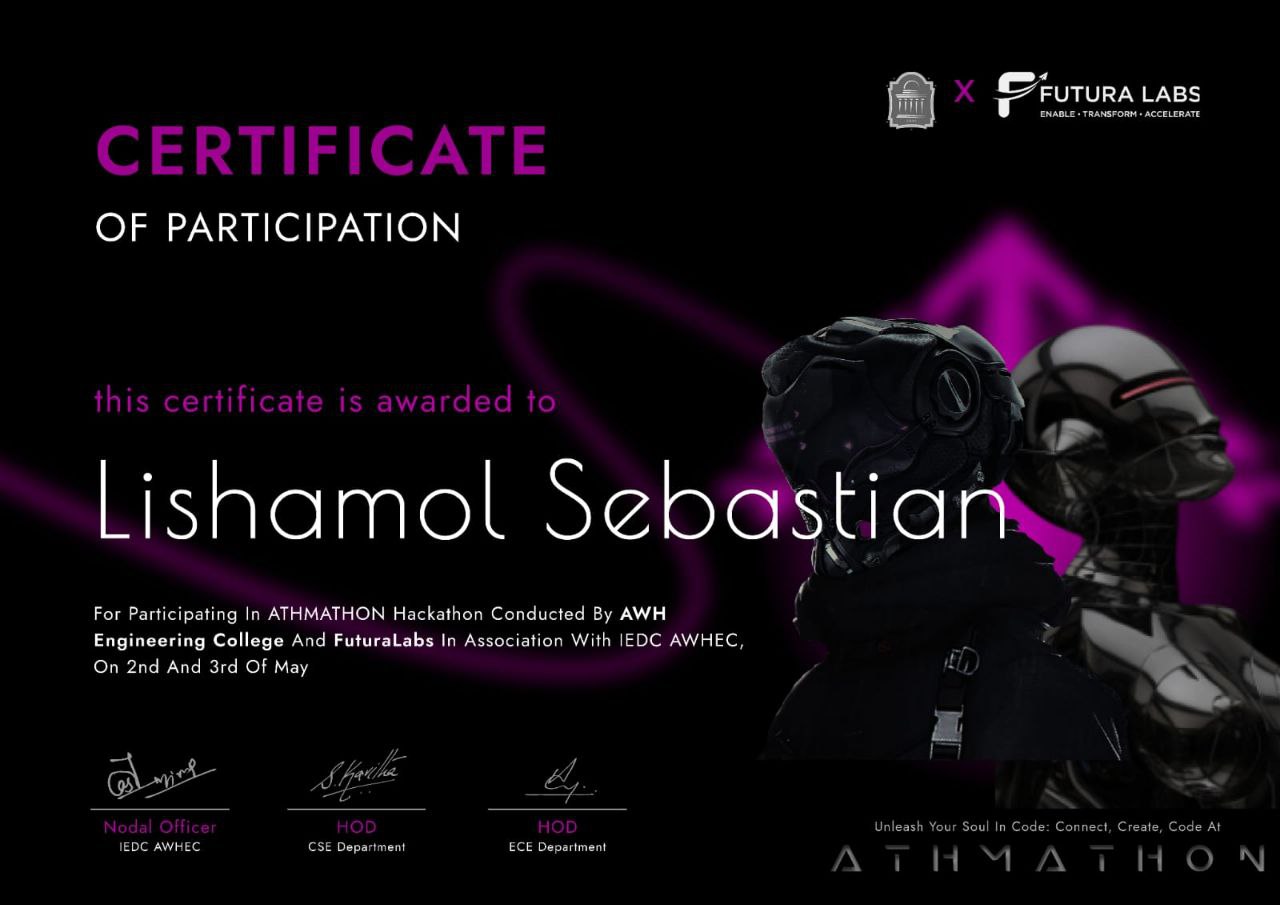 X
FUTURA LABS
ENABLE • TRANSFORM • ACCELERATE
CERTIFICATE
OF PARTICIPATION
this certificate is awarded to
Lishamol Sebastian
For Participating In ATHMATHON Hackathon Conducted By AWH
Engineering College And FuturaLabs In Association With IEDC AWHEC,
On 2nd And 3rd Of May
S. Kavitha
Nodal Officer HOD HOD
IEDC AWHEC CSE Department ECE Department
Unleash Your Soul In Code: Connect, Create, Code At
ATHMATHON